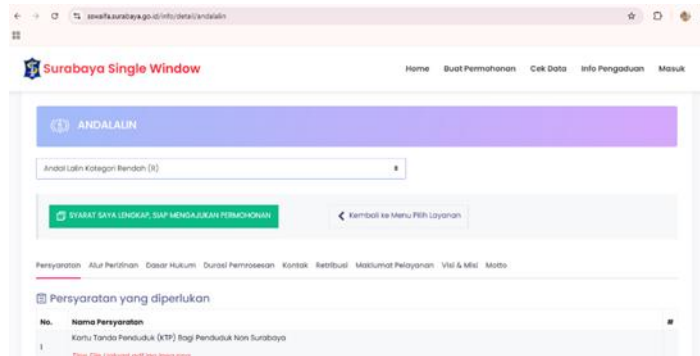 sswalfa.surabaya.go.id/info/detail/andalalin
Surabaya Single Window
Home Buat Permohonan Cek Data Info Pengaduan Masuk
ANDALALIN
Andal Lalin Kategori Rendah (R)
SYARAT SAYA LENGKAP, SIAP MENGAJUKAN PERMOHONAN
Kembali ke Menu Pilih Layanan
Persyaratan Alur Perizinan Dasar Hukum Durasi Pemrosesan Kontak Retribusi Maklumat Pelayanan Visi & Misi Motto
Persyaratan yang diperlukan
No. Nama Persyaratan #
1 Kartu Tanda Penduduk (KTP) Bagi Penduduk Non Surabaya